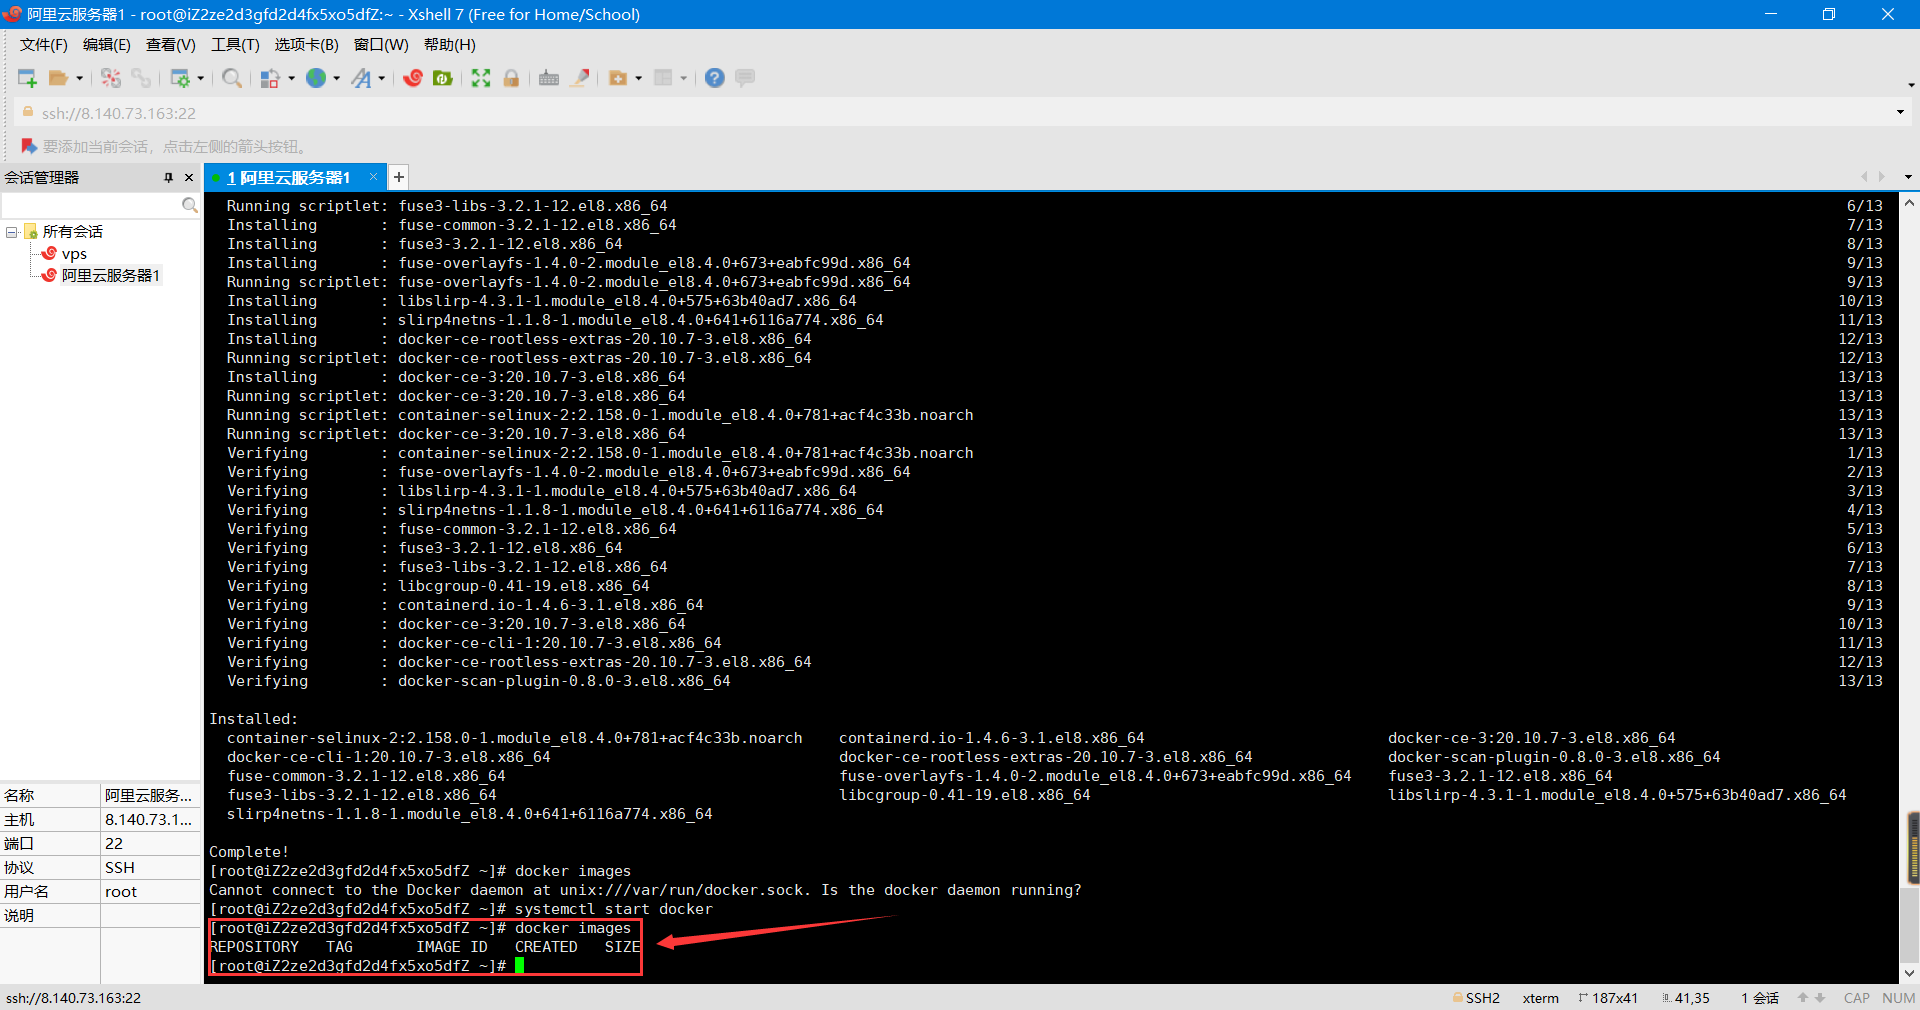 阿里云服务器1 - root@iZ2ze2d3gfd2d4fx5xo5dfZ:~ - Xshell 7 (Free for Home/School)
文件(F) 编辑(E) 查看(V) 工具(T) 选项卡(B) 窗口(W) 帮助(H)
ssh://8.140.73.163:22
要添加当前会话，点击左侧的箭头按钮。
会话管理器
1 阿里云服务器1
所有会话
vps
阿里云服务器1
名称 阿里云服务...
主机 8.140.73.1...
端口 22
协议 SSH
用户名 root
说明
Running scriptlet: fuse3-libs-3.2.1-12.el8.x86_64 6/13
Installing : fuse-common-3.2.1-12.el8.x86_64 7/13
Installing : fuse3-3.2.1-12.el8.x86_64 8/13
Installing : fuse-overlayfs-1.4.0-2.module_el8.4.0+673+eabfc99d.x86_64 9/13
Running scriptlet: fuse-overlayfs-1.4.0-2.module_el8.4.0+673+eabfc99d.x86_64 9/13
Installing : libslirp-4.3.1-1.module_el8.4.0+575+63b40ad7.x86_64 10/13
Installing : slirp4netns-1.1.8-1.module_el8.4.0+641+6116a774.x86_64 11/13
Installing : docker-ce-rootless-extras-20.10.7-3.el8.x86_64 12/13
Running scriptlet: docker-ce-rootless-extras-20.10.7-3.el8.x86_64 12/13
Installing : docker-ce-3:20.10.7-3.el8.x86_64 13/13
Running scriptlet: docker-ce-3:20.10.7-3.el8.x86_64 13/13
Running scriptlet: container-selinux-2:2.158.0-1.module_el8.4.0+781+acf4c33b.noarch 13/13
Running scriptlet: docker-ce-3:20.10.7-3.el8.x86_64 13/13
Verifying : container-selinux-2:2.158.0-1.module_el8.4.0+781+acf4c33b.noarch 1/13
Verifying : fuse-overlayfs-1.4.0-2.module_el8.4.0+673+eabfc99d.x86_64 2/13
Verifying : libslirp-4.3.1-1.module_el8.4.0+575+63b40ad7.x86_64 3/13
Verifying : slirp4netns-1.1.8-1.module_el8.4.0+641+6116a774.x86_64 4/13
Verifying : fuse-common-3.2.1-12.el8.x86_64 5/13
Verifying : fuse3-3.2.1-12.el8.x86_64 6/13
Verifying : fuse3-libs-3.2.1-12.el8.x86_64 7/13
Verifying : libcgroup-0.41-19.el8.x86_64 8/13
Verifying : containerd.io-1.4.6-3.1.el8.x86_64 9/13
Verifying : docker-ce-3:20.10.7-3.el8.x86_64 10/13
Verifying : docker-ce-cli-1:20.10.7-3.el8.x86_64 11/13
Verifying : docker-ce-rootless-extras-20.10.7-3.el8.x86_64 12/13
Verifying : docker-scan-plugin-0.8.0-3.el8.x86_64 13/13
Installed:
container-selinux-2:2.158.0-1.module_el8.4.0+781+acf4c33b.noarch containerd.io-1.4.6-3.1.el8.x86_64 docker-ce-3:20.10.7-3.el8.x86_64
docker-ce-cli-1:20.10.7-3.el8.x86_64 docker-ce-rootless-extras-20.10.7-3.el8.x86_64 docker-scan-plugin-0.8.0-3.el8.x86_64
fuse-common-3.2.1-12.el8.x86_64 fuse-overlayfs-1.4.0-2.module_el8.4.0+673+eabfc99d.x86_64 fuse3-3.2.1-12.el8.x86_64
fuse3-libs-3.2.1-12.el8.x86_64 libcgroup-0.41-19.el8.x86_64 libslirp-4.3.1-1.module_el8.4.0+575+63b40ad7.x86_64
slirp4netns-1.1.8-1.module_el8.4.0+641+6116a774.x86_64
Complete!
[root@iZ2ze2d3gfd2d4fx5xo5dfZ ~]# docker images
Cannot connect to the Docker daemon at unix:///var/run/docker.sock. Is the docker daemon running?
[root@iZ2ze2d3gfd2d4fx5xo5dfZ ~]# systemctl start docker
[root@iZ2ze2d3gfd2d4fx5xo5dfZ ~]# docker images
REPOSITORY TAG IMAGE ID CREATED SIZE
[root@iZ2ze2d3gfd2d4fx5xo5dfZ ~]#
ssh://8.140.73.163:22 SSH2 xterm 187x41 41,35 1 会话 CAP NUM